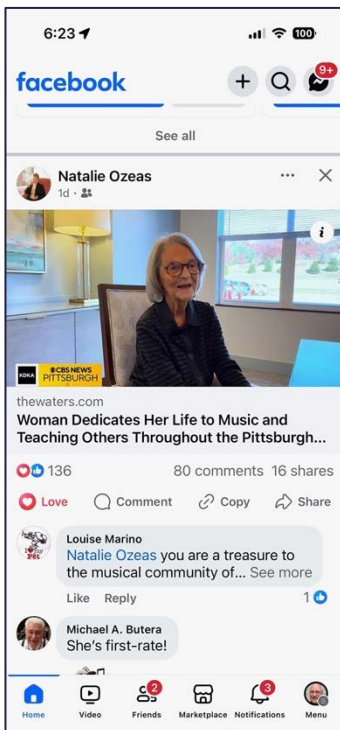 6:23
100
facebook
9+
See all
Natalie Ozeas
1d
KDKA CBS NEWS
PITTSBURGH
thewaters.com
Woman Dedicates Her Life to Music and
Teaching Others Throughout the Pittsburgh...
136 80 comments 16 shares
Love Comment Copy Share
Louise Marino
Natalie Ozeas you are a treasure to
the musical community of... See more
Like Reply 1
Michael A. Butera
She's first-rate!
2 3
Home Video Friends Marketplace Notifications Menu